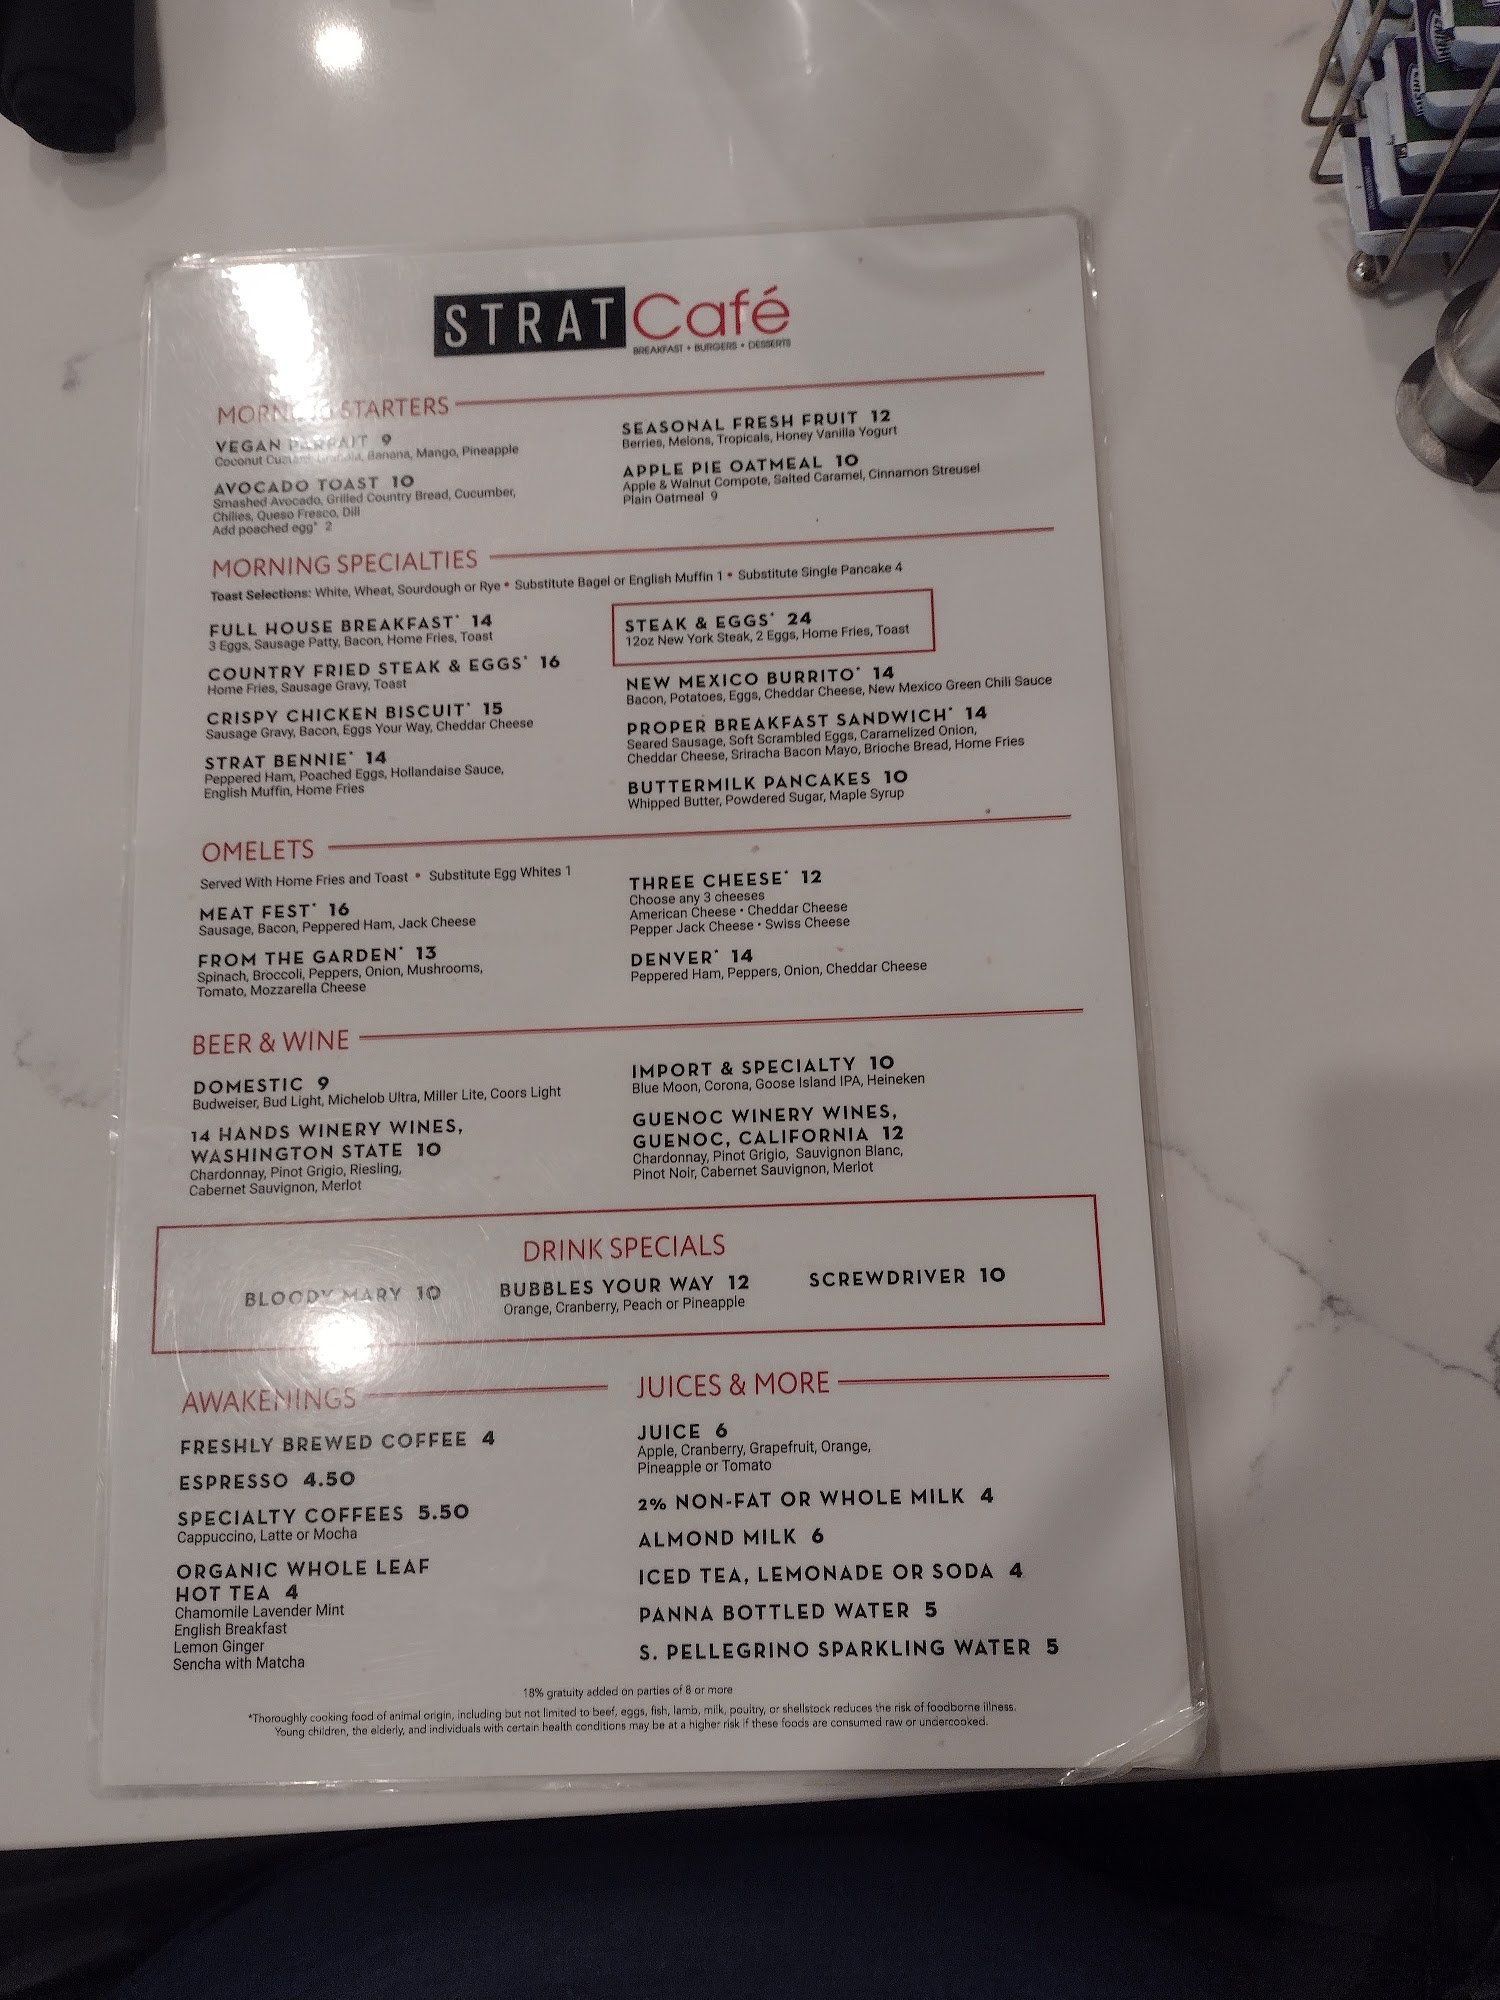 STRAT Café
BREAKFAST • BURGERS • DESSERTS
MORNING STARTERS
VEGAN PARFAIT 9
Coconut Custard, Granola, Banana, Mango, Pineapple
AVOCADO TOAST 10
Smashed Avocado, Grilled Country Bread, Cucumber,
Chilies, Queso Fresco, Dill
Add poached egg* 2
SEASONAL FRESH FRUIT 12
Berries, Melons, Tropicals, Honey Vanilla Yogurt
APPLE PIE OATMEAL 10
Apple & Walnut Compote, Salted Caramel, Cinnamon Streusel
Plain Oatmeal 9
MORNING SPECIALTIES
Toast Selections: White, Wheat, Sourdough or Rye • Substitute Bagel or English Muffin 1 • Substitute Single Pancake 4
FULL HOUSE BREAKFAST* 14
3 Eggs, Sausage Patty, Bacon, Home Fries, Toast
COUNTRY FRIED STEAK & EGGS* 16
Home Fries, Sausage Gravy, Toast
CRISPY CHICKEN BISCUIT* 15
Sausage Gravy, Bacon, Eggs Your Way, Cheddar Cheese
STRAT BENNIE* 14
Peppered Ham, Poached Eggs, Hollandaise Sauce,
English Muffin, Home Fries
STEAK & EGGS* 24
12oz New York Steak, 2 Eggs, Home Fries, Toast
NEW MEXICO BURRITO* 14
Bacon, Potatoes, Eggs, Cheddar Cheese, New Mexico Green Chili Sauce
PROPER BREAKFAST SANDWICH* 14
Seared Sausage, Soft Scrambled Eggs, Caramelized Onion,
Cheddar Cheese, Sriracha Bacon Mayo, Brioche Bread, Home Fries
BUTTERMILK PANCAKES 10
Whipped Butter, Powdered Sugar, Maple Syrup
OMELETS
Served With Home Fries and Toast • Substitute Egg Whites 1
MEAT FEST* 16
Sausage, Bacon, Peppered Ham, Jack Cheese
FROM THE GARDEN* 13
Spinach, Broccoli, Peppers, Onion, Mushrooms,
Tomato, Mozzarella Cheese
THREE CHEESE* 12
Choose any 3 cheeses
American Cheese • Cheddar Cheese
Pepper Jack Cheese • Swiss Cheese
DENVER* 14
Peppered Ham, Peppers, Onion, Cheddar Cheese
BEER & WINE
DOMESTIC 9
Budweiser, Bud Light, Michelob Ultra, Miller Lite, Coors Light
14 HANDS WINERY WINES,
WASHINGTON STATE 10
Chardonnay, Pinot Grigio, Riesling,
Cabernet Sauvignon, Merlot
IMPORT & SPECIALTY 10
Blue Moon, Corona, Goose Island IPA, Heineken
GUENOC WINERY WINES,
GUENOC, CALIFORNIA 12
Chardonnay, Pinot Grigio, Sauvignon Blanc,
Pinot Noir, Cabernet Sauvignon, Merlot
DRINK SPECIALS
BLOODY MARY 10
BUBBLES YOUR WAY 12
Orange, Cranberry, Peach or Pineapple
SCREWDRIVER 10
AWAKENINGS
FRESHLY BREWED COFFEE 4
ESPRESSO 4.50
SPECIALTY COFFEES 5.50
Cappuccino, Latte or Mocha
ORGANIC WHOLE LEAF
HOT TEA 4
Chamomile Lavender Mint
English Breakfast
Lemon Ginger
Sencha with Matcha
JUICES & MORE
JUICE 6
Apple, Cranberry, Grapefruit, Orange,
Pineapple or Tomato
2% NON-FAT OR WHOLE MILK 4
ALMOND MILK 6
ICED TEA, LEMONADE OR SODA 4
PANNA BOTTLED WATER 5
S. PELLEGRINO SPARKLING WATER 5
18% gratuity added on parties of 8 or more
*Thoroughly cooking food of animal origin, including but not limited to beef, eggs, fish, lamb, milk, poultry, or shellstock reduces the risk of foodborne illness.
Young children, the elderly, and individuals with certain health conditions may be at a higher risk if these foods are consumed raw or undercooked.